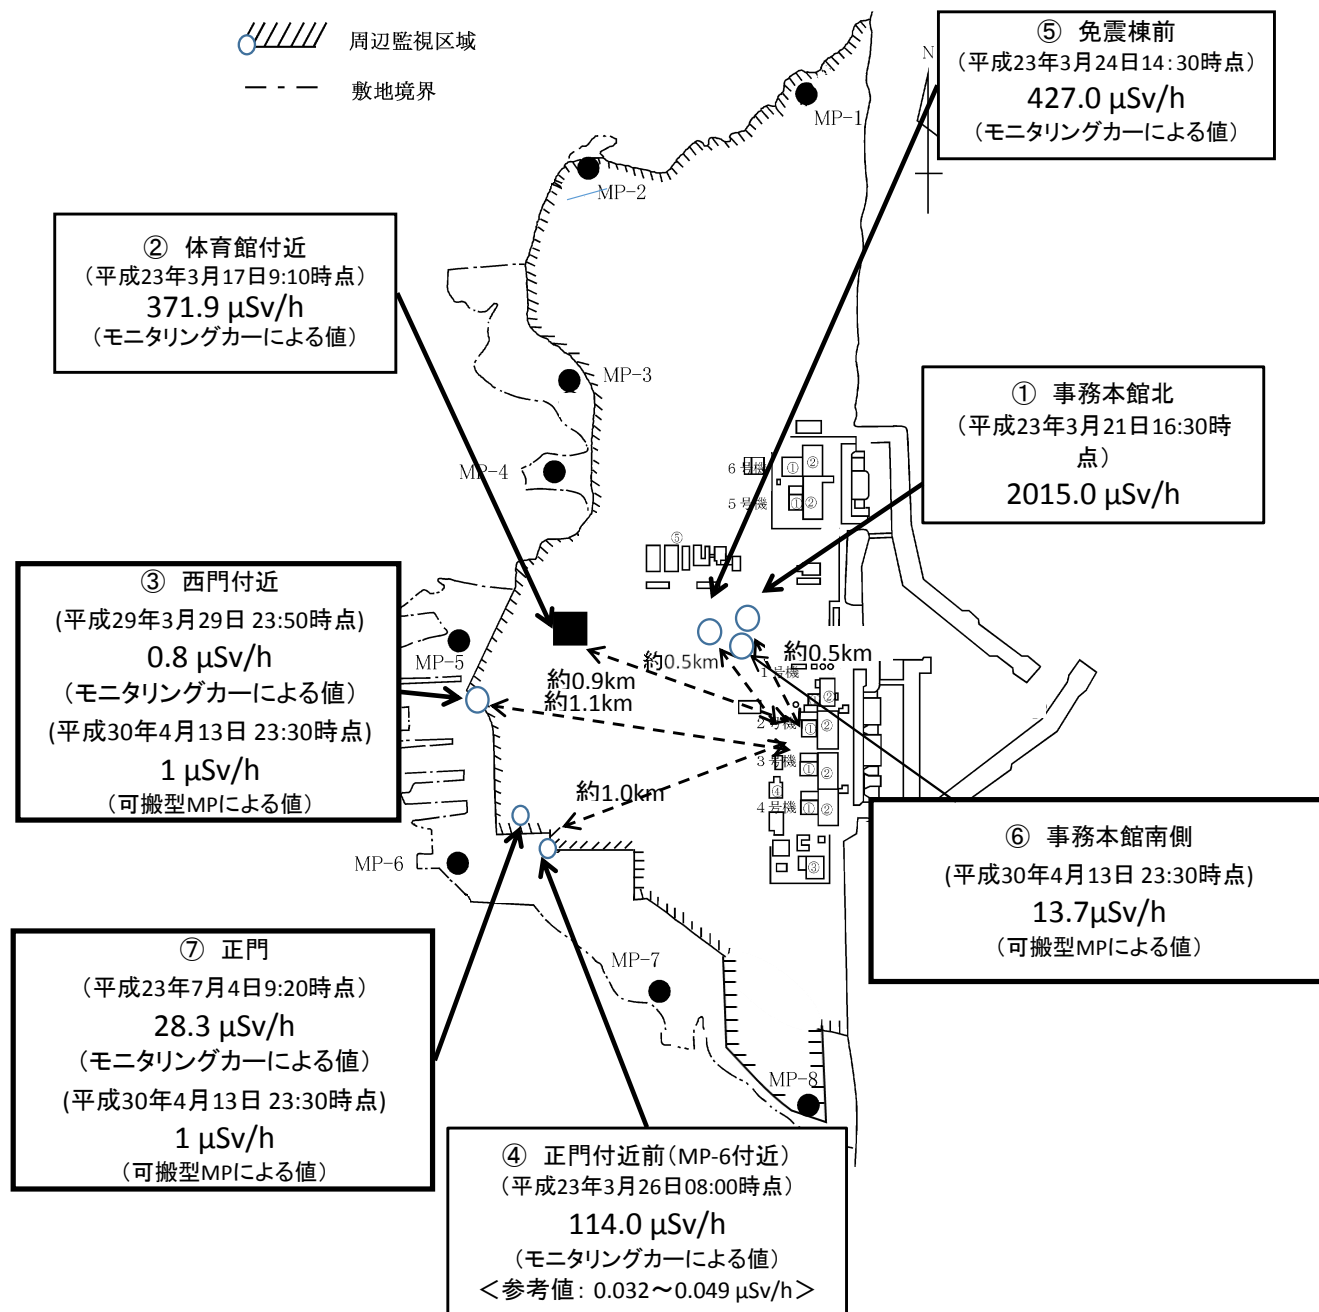 周辺監視区域
敷地境界
⑤ 免震棟前
（平成23年3月24日14:30時点）
427.0 μSv/h
（モニタリングカーによる値）
N
MP-1
MP-2
② 体育館付近
（平成23年3月17日9:10時点）
371.9 μSv/h
（モニタリングカーによる値）
MP-3
① 事務本館北
（平成23年3月21日16:30時
点）
2015.0 μSv/h
MP-4
6号機
①
②
5号機
①
②
⑤
③ 西門付近
(平成29年3月29日 23:50時点)
0.8 μSv/h
（モニタリングカーによる値）
(平成30年4月13日 23:30時点)
1 μSv/h
（可搬型MPによる値）
MP-5
約0.5km
約0.5km
約0.9km
約1.1km
1号機
②
2号機
①
②
3号機
①
②
④
4号機
①
②
③
約1.0km
MP-6
⑥ 事務本館南側
(平成30年4月13日 23:30時点)
13.7μSv/h
（可搬型MPによる値）
⑦ 正門
（平成23年7月4日9:20時点）
28.3 μSv/h
（モニタリングカーによる値）
(平成30年4月13日 23:30時点)
1 μSv/h
（可搬型MPによる値）
MP-7
MP-8
④ 正門付近前（MP-6付近）
（平成23年3月26日08:00時点）
114.0 μSv/h
（モニタリングカーによる値）
＜参考値： 0.032～0.049 μSv/h＞